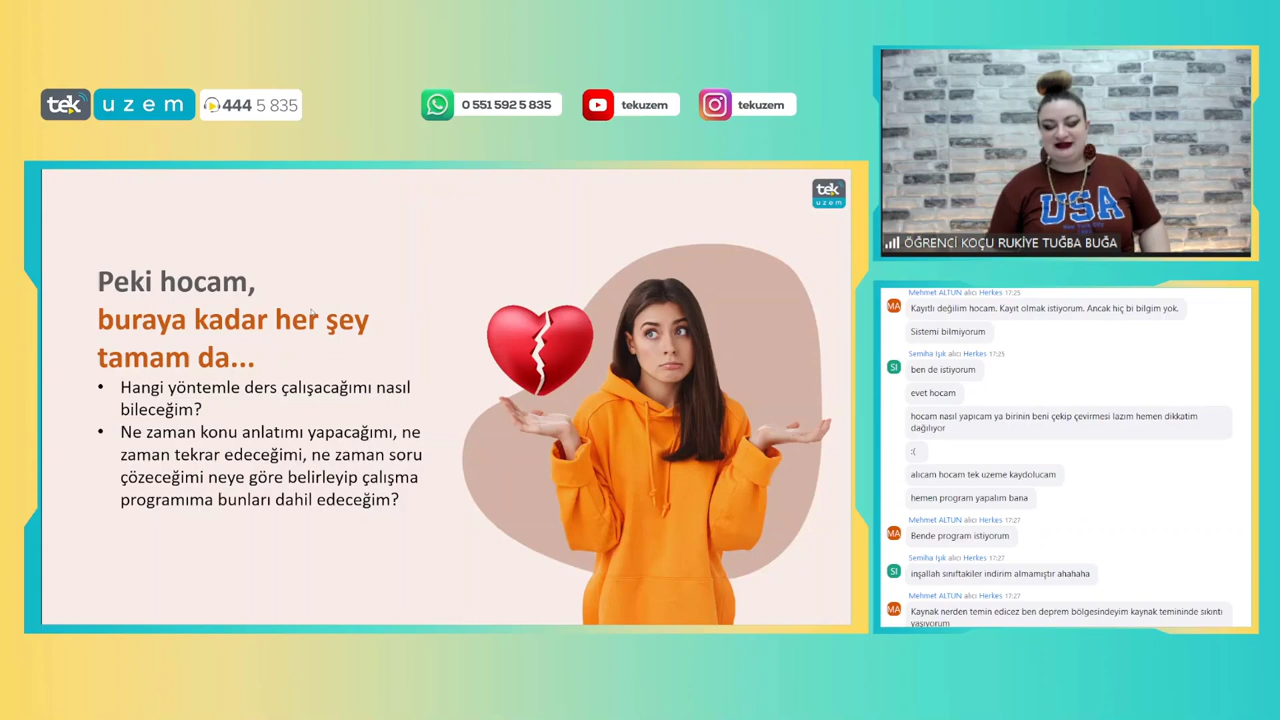 tek uzem 444 5 835
0 551 592 5 835
tekuzem
tekuzem
tek
uzem
Peki hocam,
buraya kadar her şey
tamam da...
• Hangi yöntemle ders çalışacağımı nasıl
bileceğim?
• Ne zaman konu anlatımı yapacağımı, ne
zaman tekrar edeceğimi, ne zaman soru
çözeceğimi neye göre belirleyip çalışma
programıma bunları dahil edeceğim?
USA
New York City
ÖĞRENCİ KOÇU RUKİYE TUĞBA BUĞA
Mehmet ALTUN alıcı Herkes 17:25
MA
Kayıtlı değilim hocam. Kayıt olmak istiyorum. Ancak hiç bi bilgim yok.
Sistemi bilmiyorum
Semiha Işık alıcı Herkes 17:25
SI
ben de istiyorum
evet hocam
hocam nasıl yapıcam ya birinin beni çekip çevirmesi lazım hemen dikkatim
dağılıyor
:(
alıcam hocam tek uzeme kaydolucam
hemen program yapalım bana
Mehmet ALTUN alıcı Herkes 17:27
MA
Bende program istiyorum
Semiha Işık alıcı Herkes 17:27
SI
inşallah sınıftakiler indirim almamıştır ahahaha
Mehmet ALTUN alıcı Herkes 17:27
MA
Kaynak nerden temin edicez ben deprem bölgesindeyim kaynak temininde sıkıntı
yaşıyorum